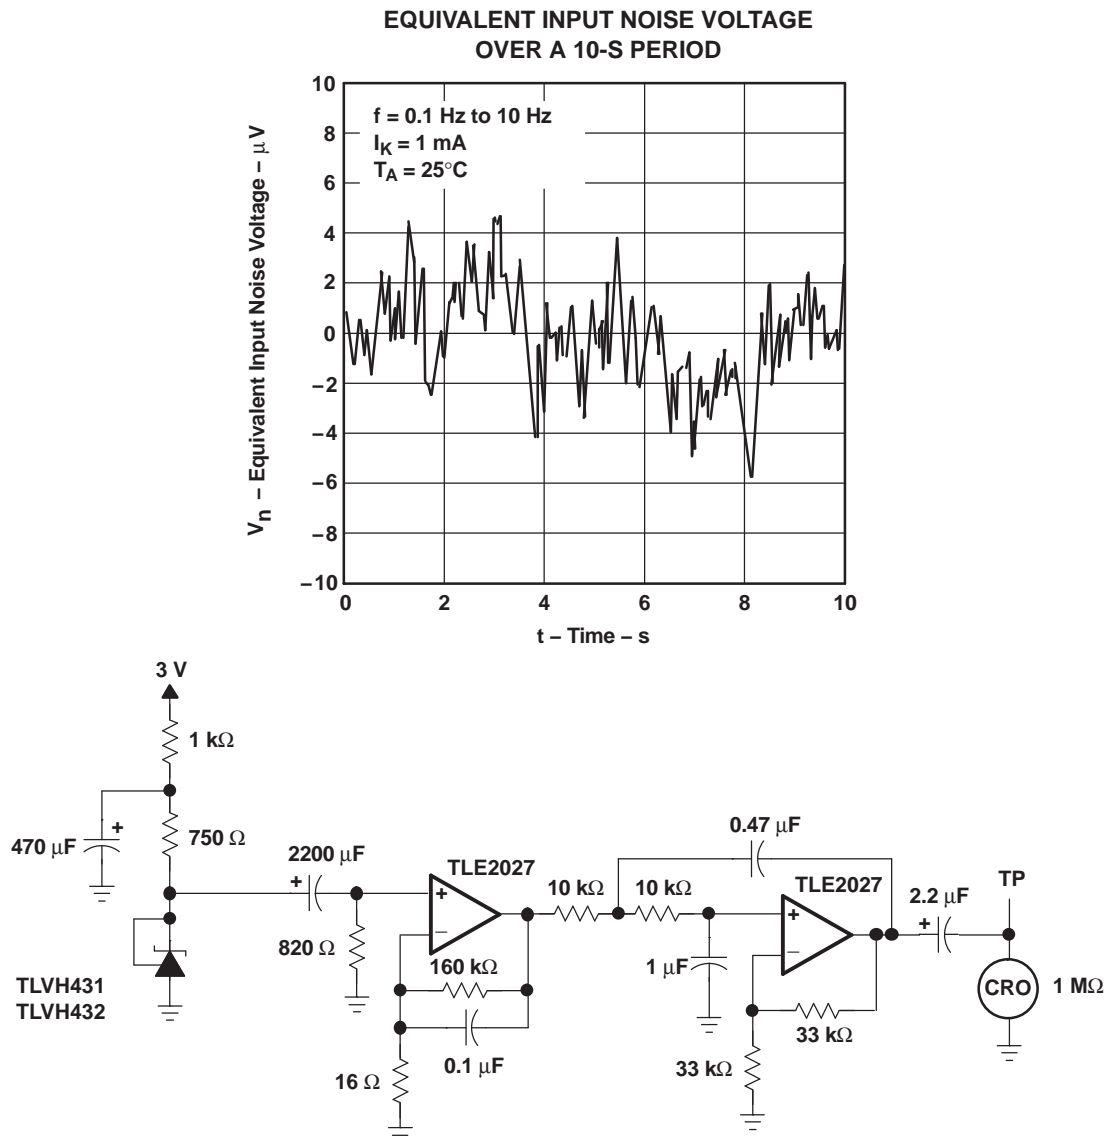 EQUIVALENT INPUT NOISE VOLTAGE
OVER A 10-S PERIOD
Vn – Equivalent Input Noise Voltage – μV
f = 0.1 Hz to 10 Hz
IK = 1 mA
TA = 25°C
10
8
6
4
2
0
–2
–4
–6
–8
–10
0
2
4
6
8
10
t – Time – s
3 V
1 kΩ
470 μF
+
750 Ω
2200 μF
+
820 Ω
TLE2027
+
–
160 kΩ
0.1 μF
16 Ω
10 kΩ
10 kΩ
0.47 μF
1 μF
TLE2027
+
–
33 kΩ
33 kΩ
2.2 μF
+
TP
CRO
1 MΩ
TLVH431
TLVH432